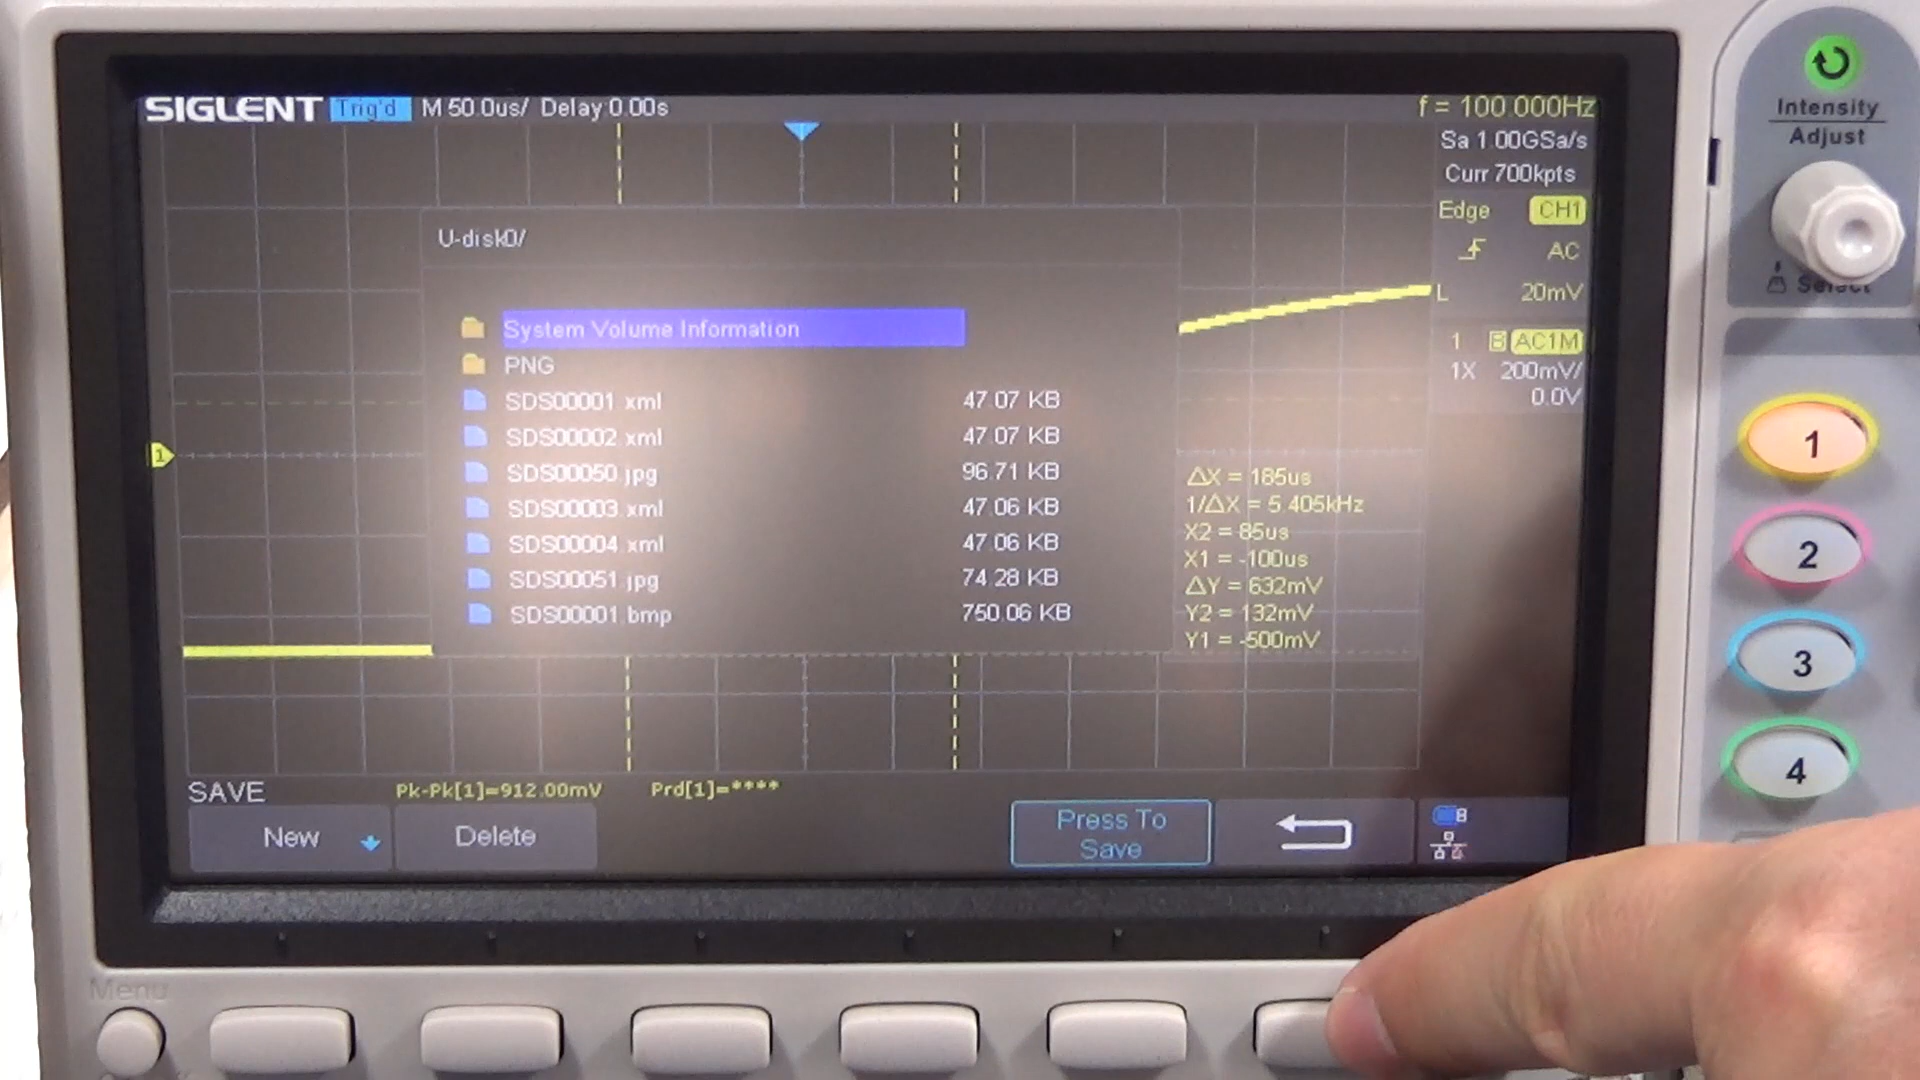 SIGLENT Trig'd M 50.0us/ Delay:0.00s f = 100.000Hz
Sa 1.00GSa/s
Curr 700kpts
Edge CH1
AC
L 20mV
1 B AC1M
1X 200mV/
0.0V
U-disk0/
System Volume Information
PNG
SDS00001.xml 47.07 KB
SDS00002.xml 47.07 KB
SDS00050.jpg 96.71 KB
SDS00003.xml 47.06 KB
SDS00004.xml 47.06 KB
SDS00051.jpg 74.28 KB
SDS00001.bmp 750.06 KB
1
ΔX = 185us
1/ΔX = 5.405kHz
X2 = 85us
X1 = -100us
ΔY = 632mV
Y2 = 132mV
Y1 = -500mV
SAVE Pk-Pk[1]=912.00mV Prd[1]=****
New Delete Press To
Save
Menu
Intensity
Adjust
Select
1
2
3
4